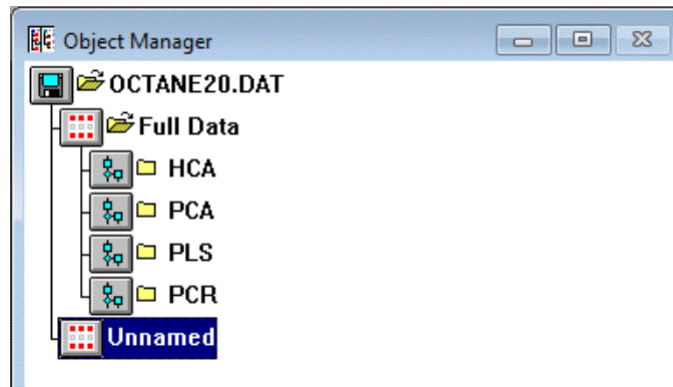 Object Manager
OCTANE20.DAT
Full Data
HCA
PCA
PLS
PCR
Unnamed